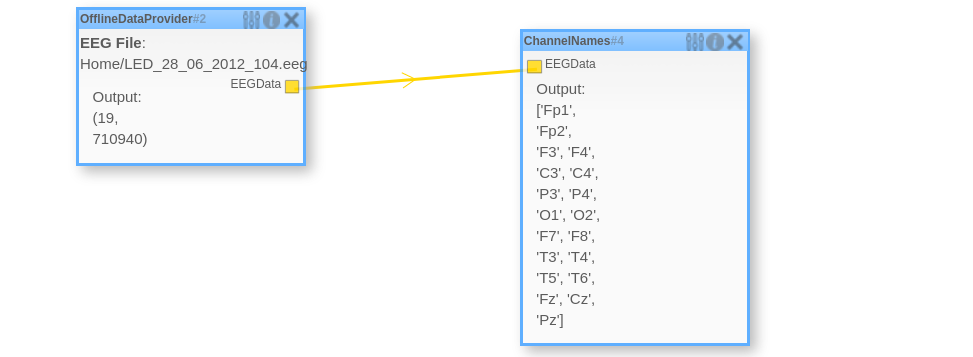 OfflineDataProvider#2
EEG File:
Home/LED_28_06_2012_104.eeg
EEGData
Output:
(19,
710940)
ChannelNames#4
EEGData
Output:
['Fp1',
'Fp2',
'F3', 'F4',
'C3', 'C4',
'P3', 'P4',
'O1', 'O2',
'F7', 'F8',
'T3', 'T4',
'T5', 'T6',
'Fz', 'Cz',
'Pz']